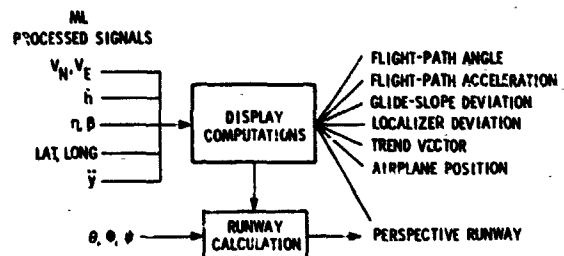 ML
PROCESSED SIGNALS
V_N, V_E
ḣ
η, β
LAT, LONG
ÿ
DISPLAY
COMPUTATIONS
FLIGHT-PATH ANGLE
FLIGHT-PATH ACCELERATION
GLIDE-SLOPE DEVIATION
LOCALIZER DEVIATION
TREND VECTOR
AIRPLANE POSITION
θ, Φ, ψ
RUNWAY
CALCULATION
PERSPECTIVE RUNWAY